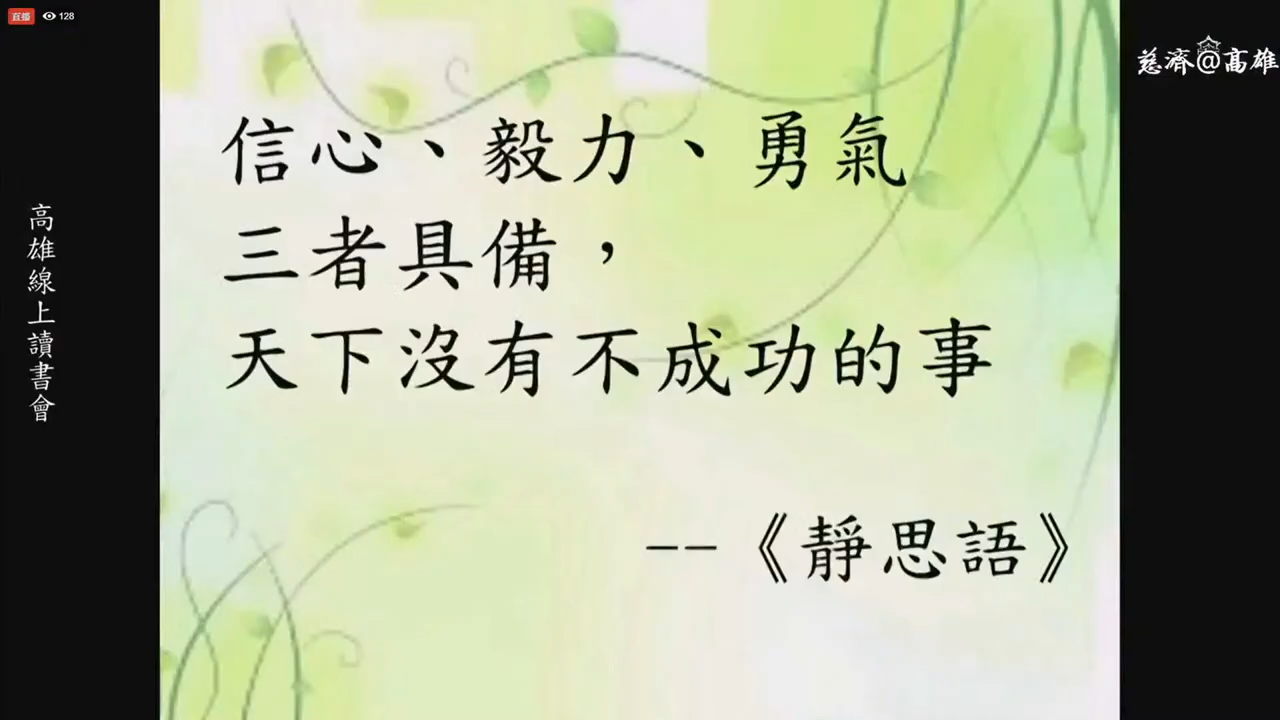 直播 128
慈濟@高雄
信心、毅力、勇氣
三者具備，
天下沒有不成功的事
--《靜思語》
高雄線上讀書會